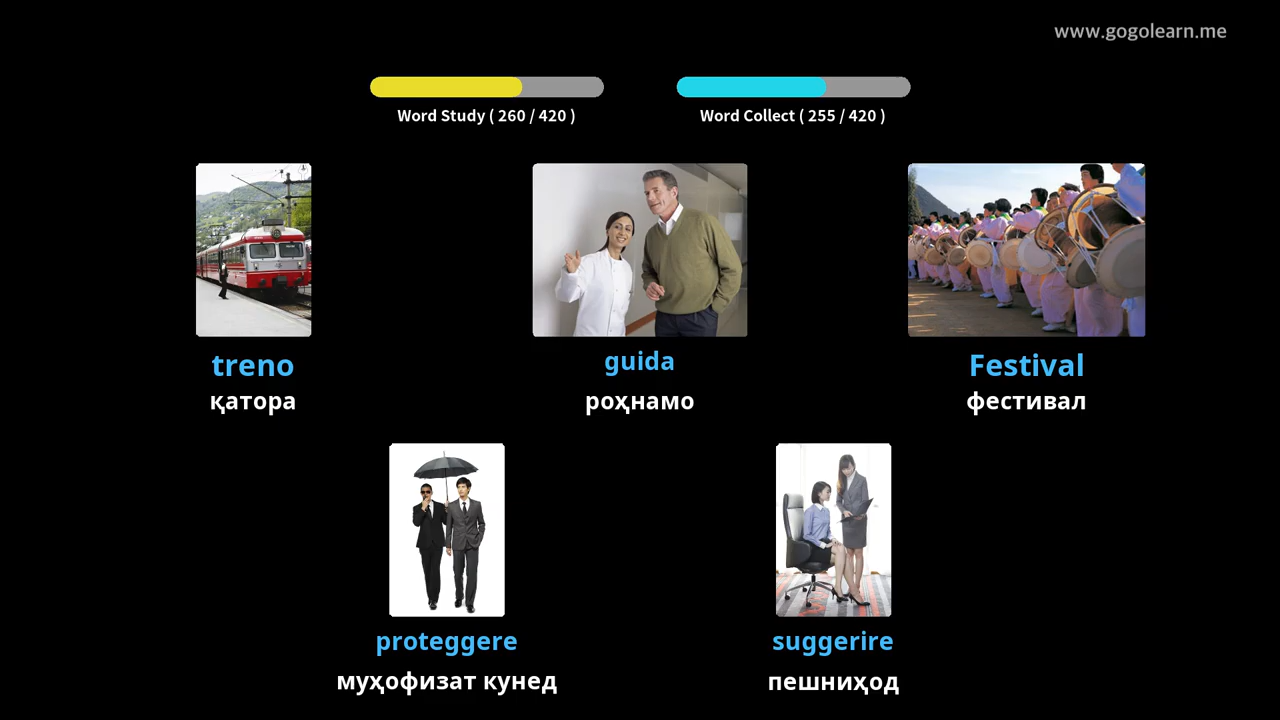 www.gogolearn.me
Word Study ( 260 / 420 )
Word Collect ( 255 / 420 )
treno
guida
Festival
қатора
роҳнамо
фестивал
proteggere
suggerire
муҳофизат кунед
пешниҳод